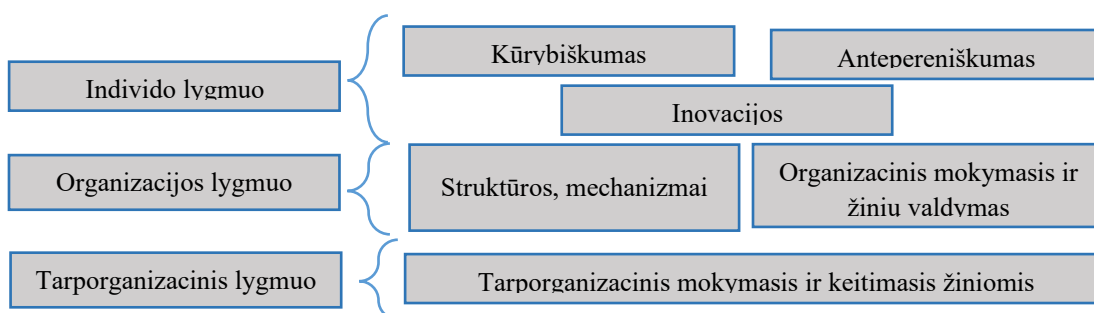 Kūrybiškumas
Antepereniškumas
Individo lygmuo
Inovacijos
Organizacijos lygmuo
Struktūros, mechanizmai
Organizacinis mokymasis ir
žiniu valdymas
Tarporganizacinis lygmuo
Tarporganizacinis mokymasis ir keitimasis žiniomis